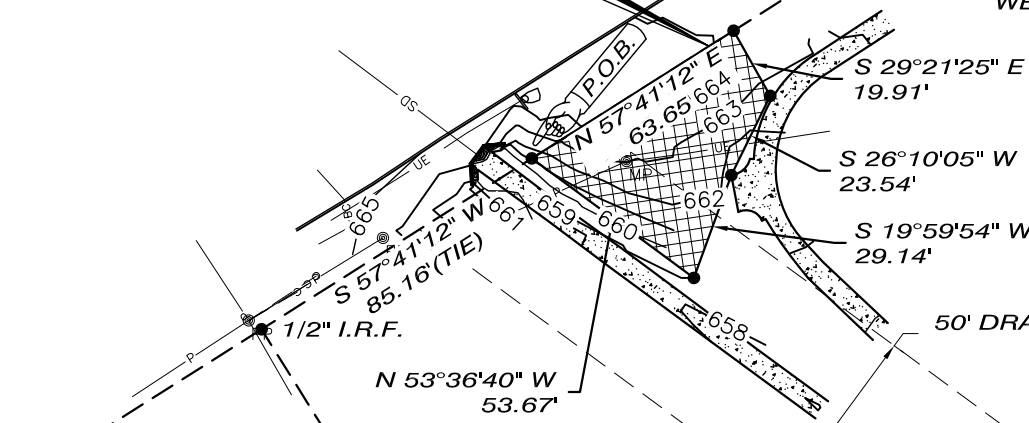 WE
S 29°21'25" E
19.91'
P.O.B.
SD
N 57°41'12" E
63.65'
664
663
UE
UE
MP
S 26°10'05" W
23.54'
662
665
661
659
660
S 19°59'54" W
29.14'
S 57°41'12" W
85.16'(TIE)
658
1/2" I.R.F.
P
50' DRA
N 53°36'40" W
53.67'